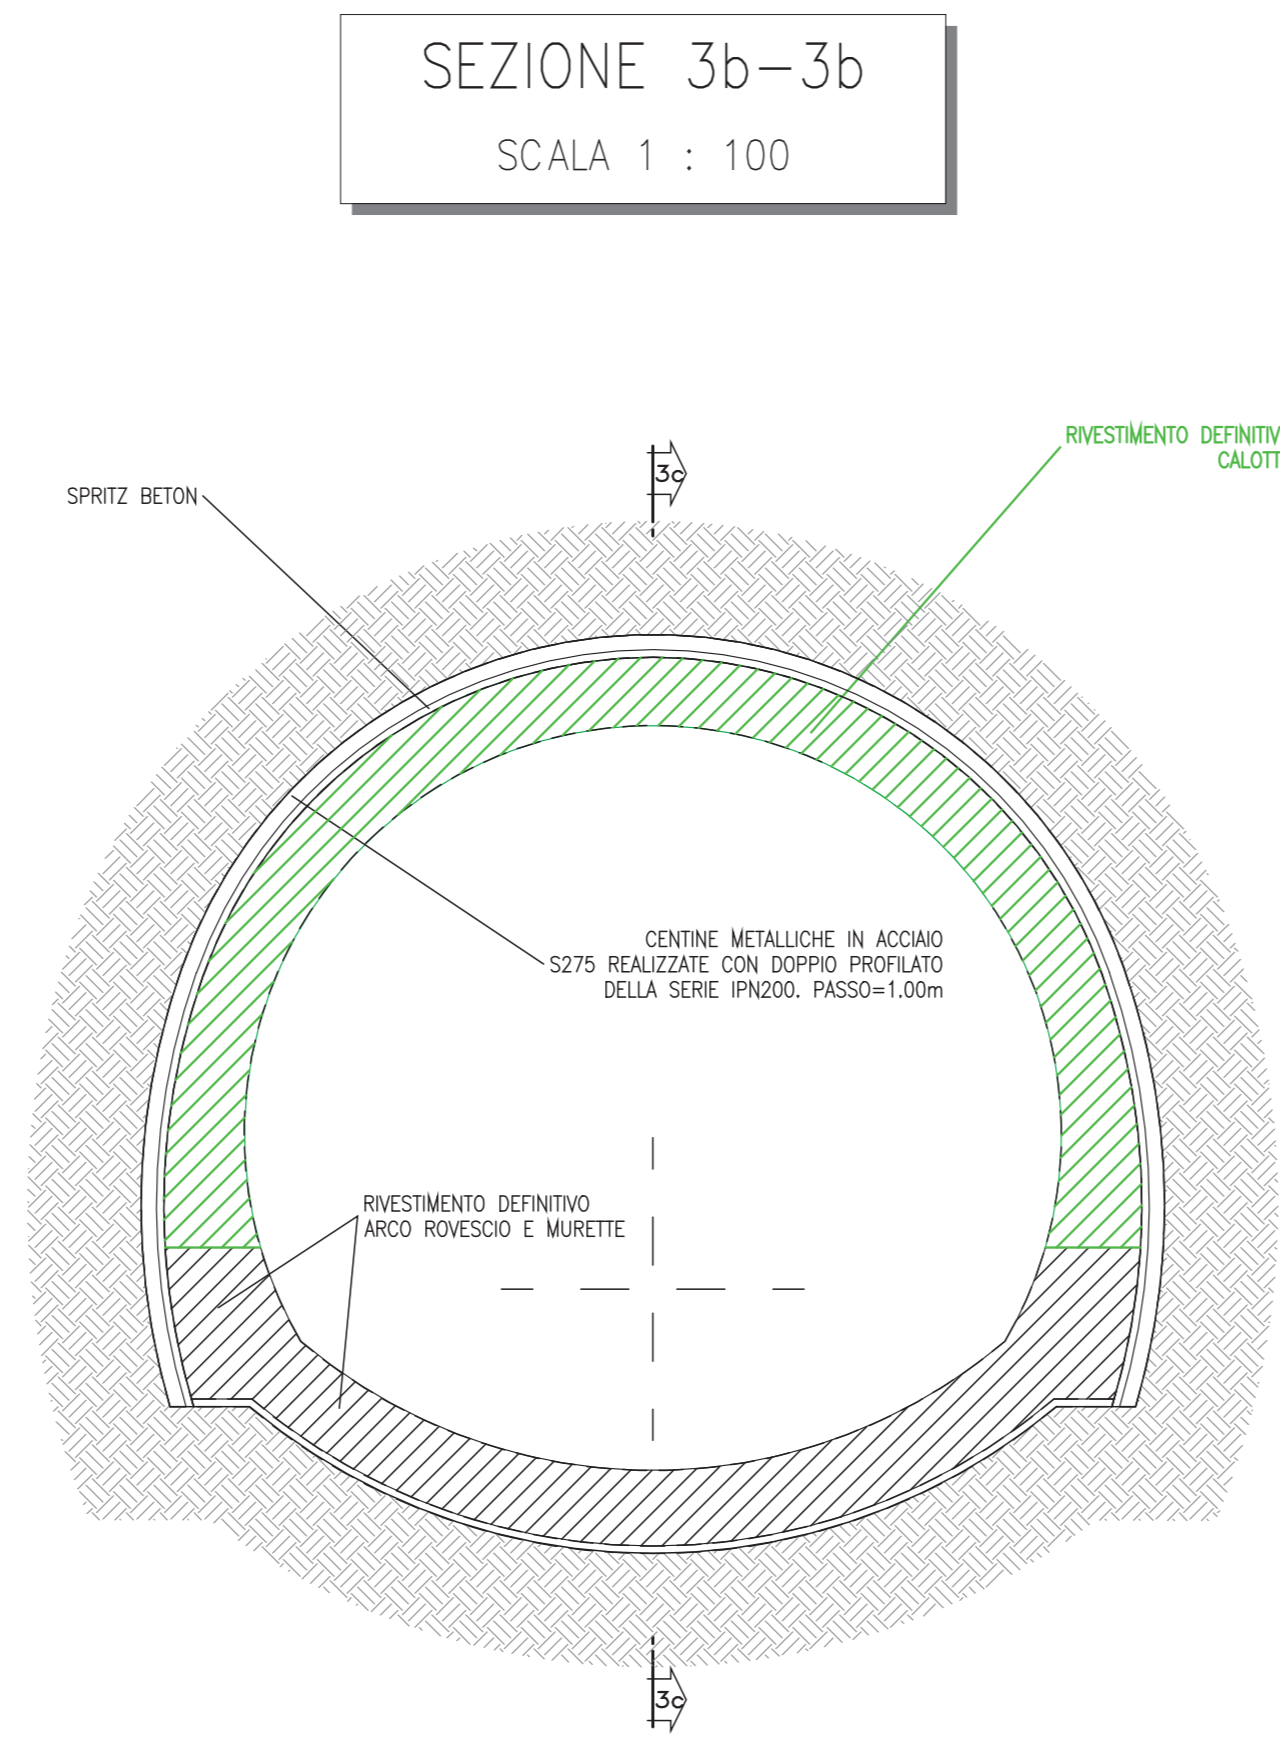 SEZIONE 3b-3b
SCALA 1 : 100
3c
RIVESTIMENTO DEFINITIV
CALOTT
SPRITZ BETON
CENTINE METALLICHE IN ACCIAIO
S275 REALIZZATE CON DOPPIO PROFILATO
DELLA SERIE IPN200. PASSO=1.00m
RIVESTIMENTO DEFINITIVO
ARCO ROVESCIO E MURETTE
3c